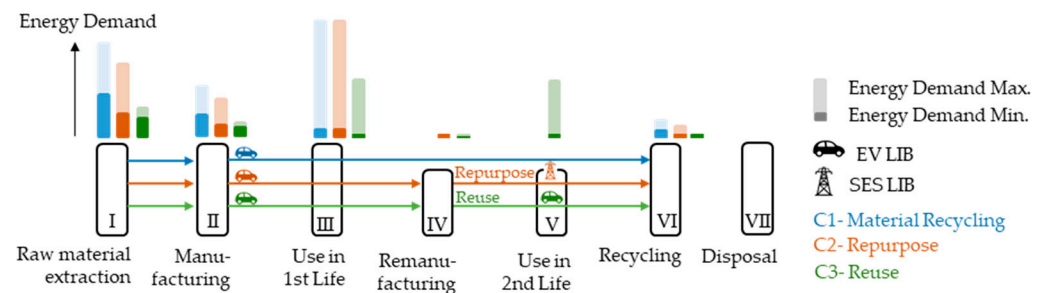 Energy Demand
Energy Demand Max.
Energy Demand Min.
EV LIB
SES LIB
C1- Material Recycling
C2- Repurpose
C3- Reuse
Repurpose
Reuse
I
II
III
IV
V
VI
VII
Raw material
extraction
Manu-
facturing
Use in
1st Life
Remanu-
facturing
Use in
2nd Life
Recycling
Disposal